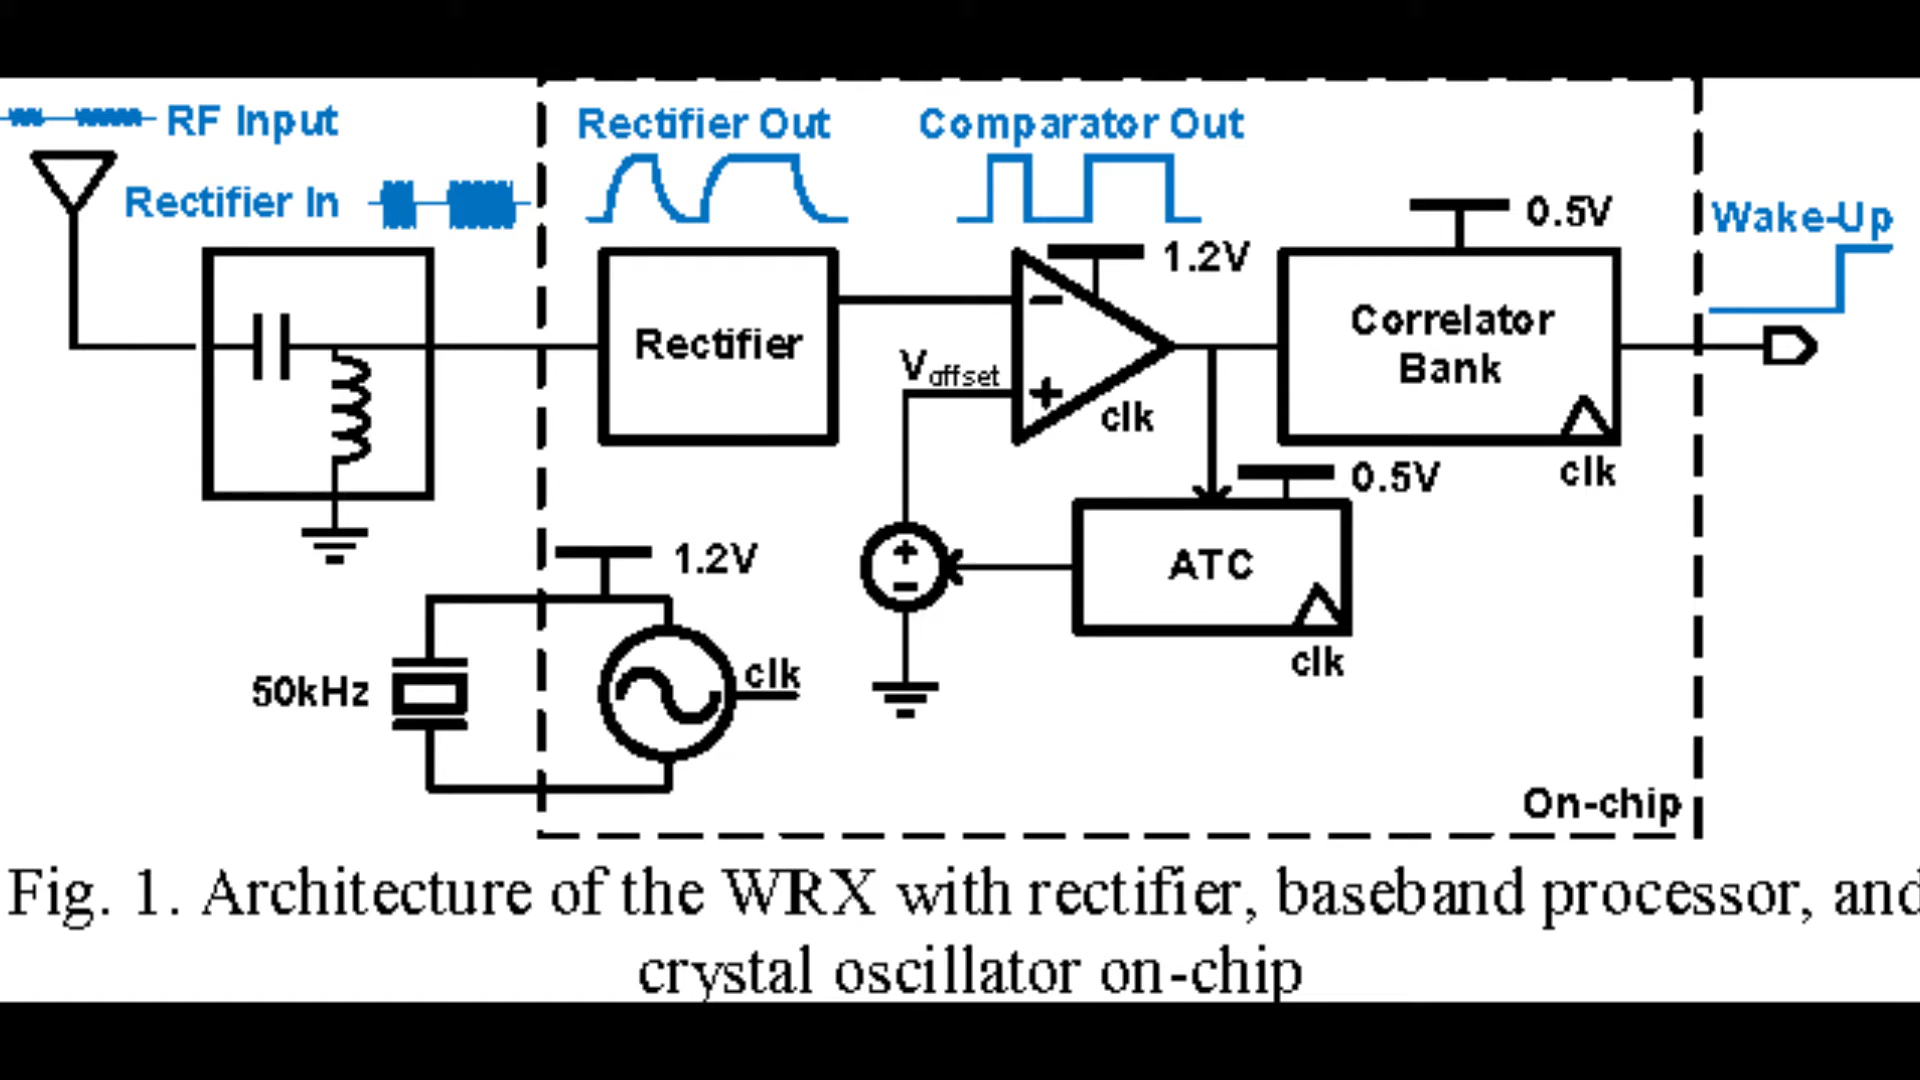 RF Input
Rectifier In
Rectifier Out
Comparator Out
Wake-Up
0.5V
1.2V
Rectifier
−
+
Voffset
clk
Correlator
Bank
clk
0.5V
ATC
clk
+
−
1.2V
50kHz
clk
On-chip
Fig. 1. Architecture of the WRX with rectifier, baseband processor, and
crystal oscillator on-chip